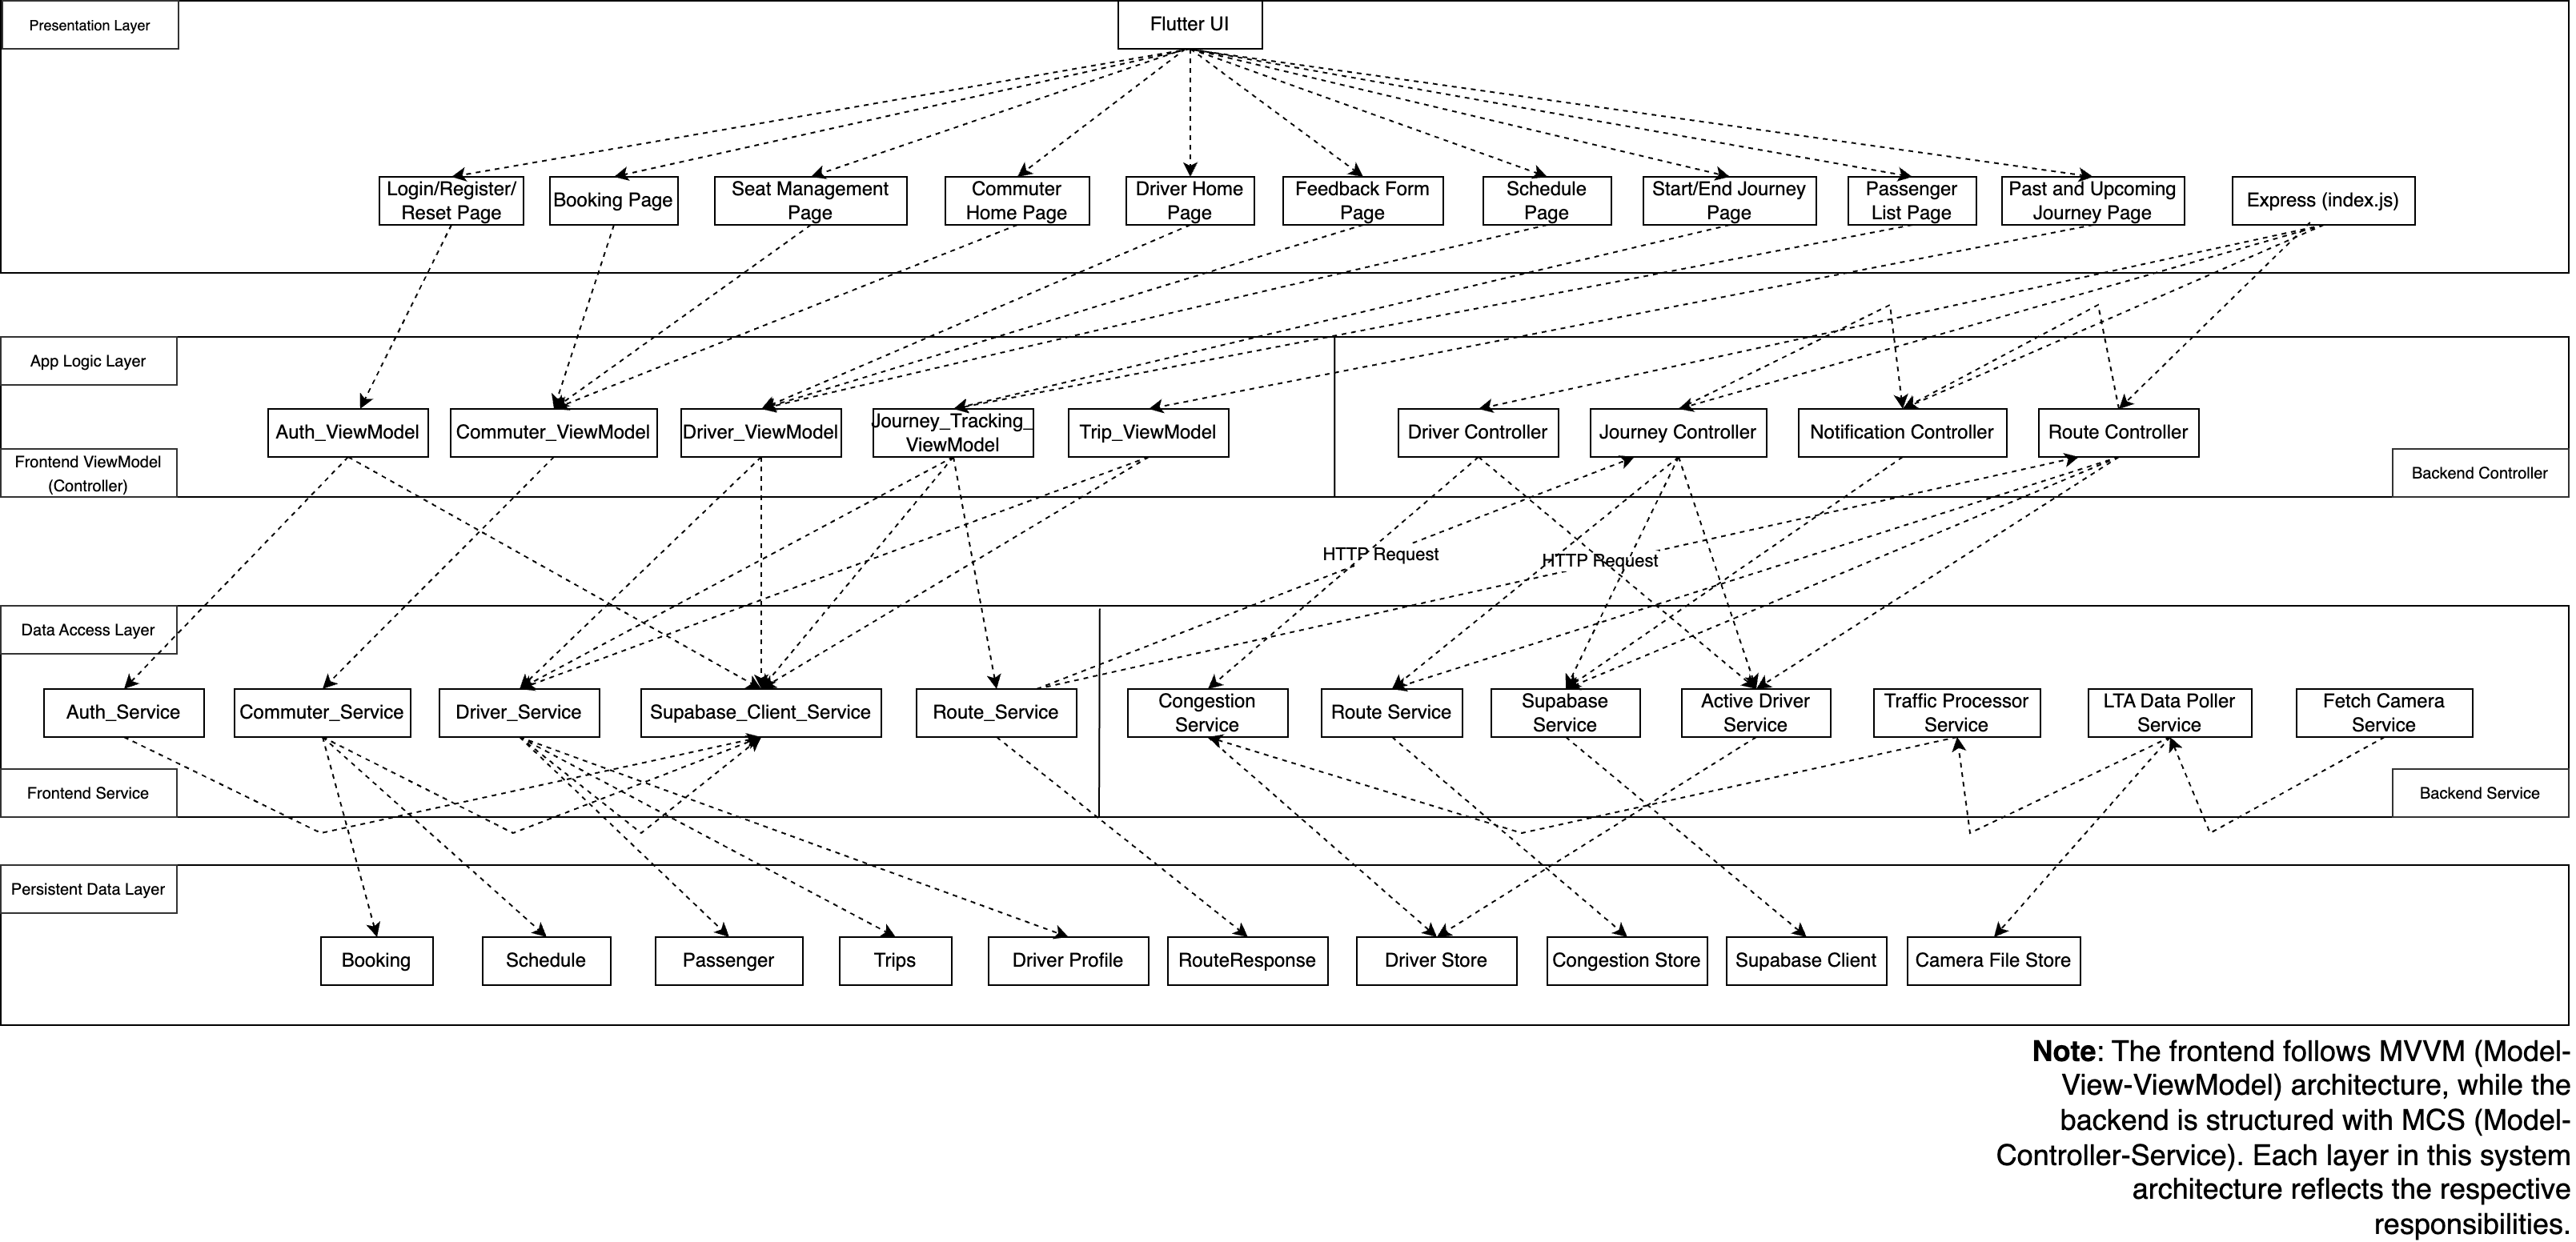 Presentation Layer
Flutter UI
Login/Register/
Reset Page
Booking Page
Seat Management
Page
Commuter
Home Page
Driver Home
Page
Feedback Form
Page
Schedule
Page
Start/End Journey
Page
Passenger
List Page
Past and Upcoming
Journey Page
Express (index.js)
App Logic Layer
Auth_ViewModel
Commuter_ViewModel
Driver_ViewModel
Journey_Tracking_
ViewModel
Trip_ViewModel
Driver Controller
Journey Controller
Notification Controller
Route Controller
Frontend ViewModel
(Controller)
Backend Controller
HTTP Request
HTTP Request
Data Access Layer
Auth_Service
Commuter_Service
Driver_Service
Supabase_Client_Service
Route_Service
Congestion
Service
Route Service
Supabase
Service
Active Driver
Service
Traffic Processor
Service
LTA Data Poller
Service
Fetch Camera
Service
Frontend Service
Backend Service
Persistent Data Layer
Booking
Schedule
Passenger
Trips
Driver Profile
RouteResponse
Driver Store
Congestion Store
Supabase Client
Camera File Store
Note: The frontend follows MVVM (Model-
View-ViewModel) architecture, while the
backend is structured with MCS (Model-
Controller-Service). Each layer in this system
architecture reflects the respective
responsibilities.